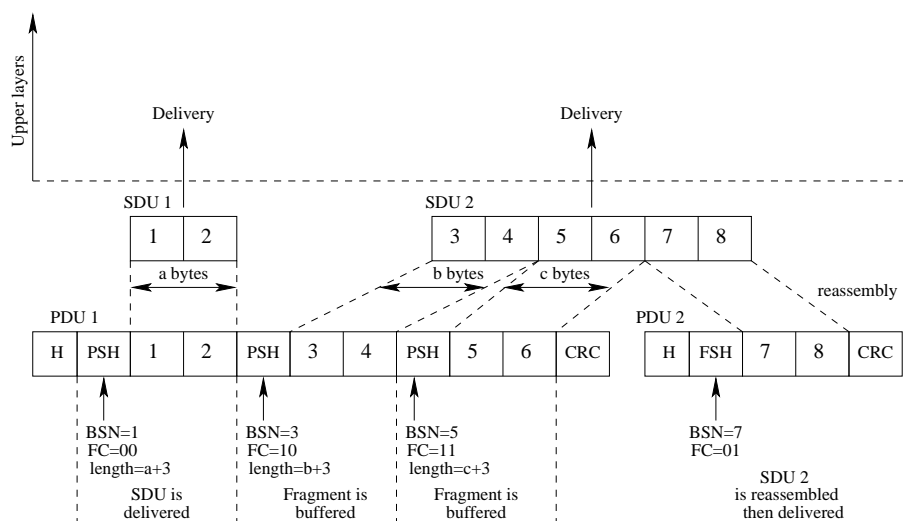 Upper layers
Delivery
Delivery
SDU 1
SDU 2
1 2
3 4 5 6 7 8
a bytes
b bytes
c bytes
reassembly
PDU 1
PDU 2
H PSH 1 2 PSH 3 4 PSH 5 6 CRC
H FSH 7 8 CRC
BSN=1
FC=00
length=a+3
BSN=3
FC=10
length=b+3
BSN=5
FC=11
length=c+3
BSN=7
FC=01
SDU is
delivered
Fragment is
buffered
Fragment is
buffered
SDU 2
is reassembled
then delivered